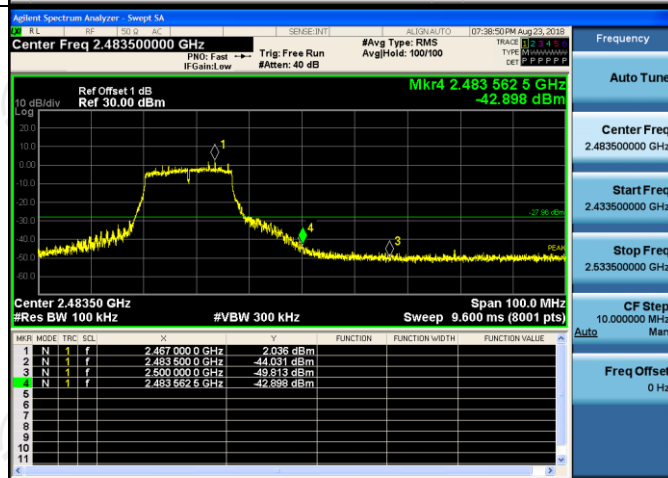 Agilent Spectrum Analyzer - Swept SA
RL RF 50 Ω AC SENSE:INT ALIGN AUTO 07:38:50 PM Aug 23, 2018
Center Freq 2.483500000 GHz
PNO: Fast
IFGain:Low
Trig: Free Run
#Atten: 40 dB
#Avg Type: RMS
Avg|Hold: 100/100
TRACE 1 2 3 4 5 6
TYPE M
DET P P P P P P
Ref Offset 1 dB
Ref 30.00 dBm
10 dB/div
Log
Mkr4 2.483 562 5 GHz
-42.898 dBm
20.0
10.0
0.00
-10.0
-20.0
-30.0
-40.0
-50.0
-60.0
1
4
3
-27.96 dBm
PEAK
Center 2.48350 GHz
#Res BW 100 kHz
#VBW 300 kHz
Span 100.0 MHz
Sweep 9.600 ms (8001 pts)
MKR MODE TRC SCL X Y FUNCTION FUNCTION WIDTH FUNCTION VALUE
1 N 1 f 2.467 000 0 GHz 2.036 dBm
2 N 1 f 2.483 500 0 GHz -44.031 dBm
3 N 1 f 2.500 000 0 GHz -49.813 dBm
4 N 1 f 2.483 562 5 GHz -42.898 dBm
5
6
7
8
9
10
11
Frequency
Auto Tune
Center Freq
2.483500000 GHz
Start Freq
2.433500000 GHz
Stop Freq
2.533500000 GHz
CF Step
10.000000 MHz
Auto Man
Freq Offset
0 Hz